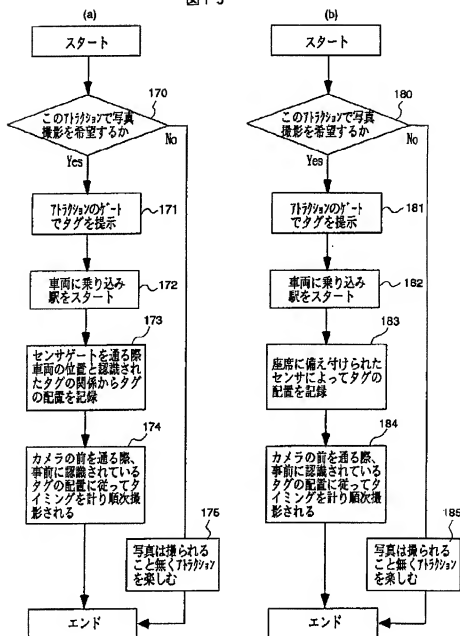 図15
(a)
スタート
170
このアトラクションで写真
撮影を希望するか
No
Yes
アトラクションのゲート
でタグを提示
171
車両に乗り込み
駅をスタート
172
173
センサゲートを通る際
車両の位置と認識され
たタグの関係からタグ
の配置を記録
174
カメラの前を通る際、
事前に認識されている
タグの配置に従ってタ
イミングを計り順次撮
影される
175
写真は撮られる
こと無くアトラクション
を楽しむ
エンド
(b)
スタート
180
このアトラクションで写真
撮影を希望するか
No
Yes
アトラクションのゲート
でタグを提示
181
車両に乗り込み
駅をスタート
182
183
座席に備え付けられた
センサによってタグの
配置を記録
184
カメラの前を通る際、
事前に認識されている
タグの配置に従ってタ
イミングを計り順次撮
影される
185
写真は撮られる
こと無くアトラクション
を楽しむ
エンド